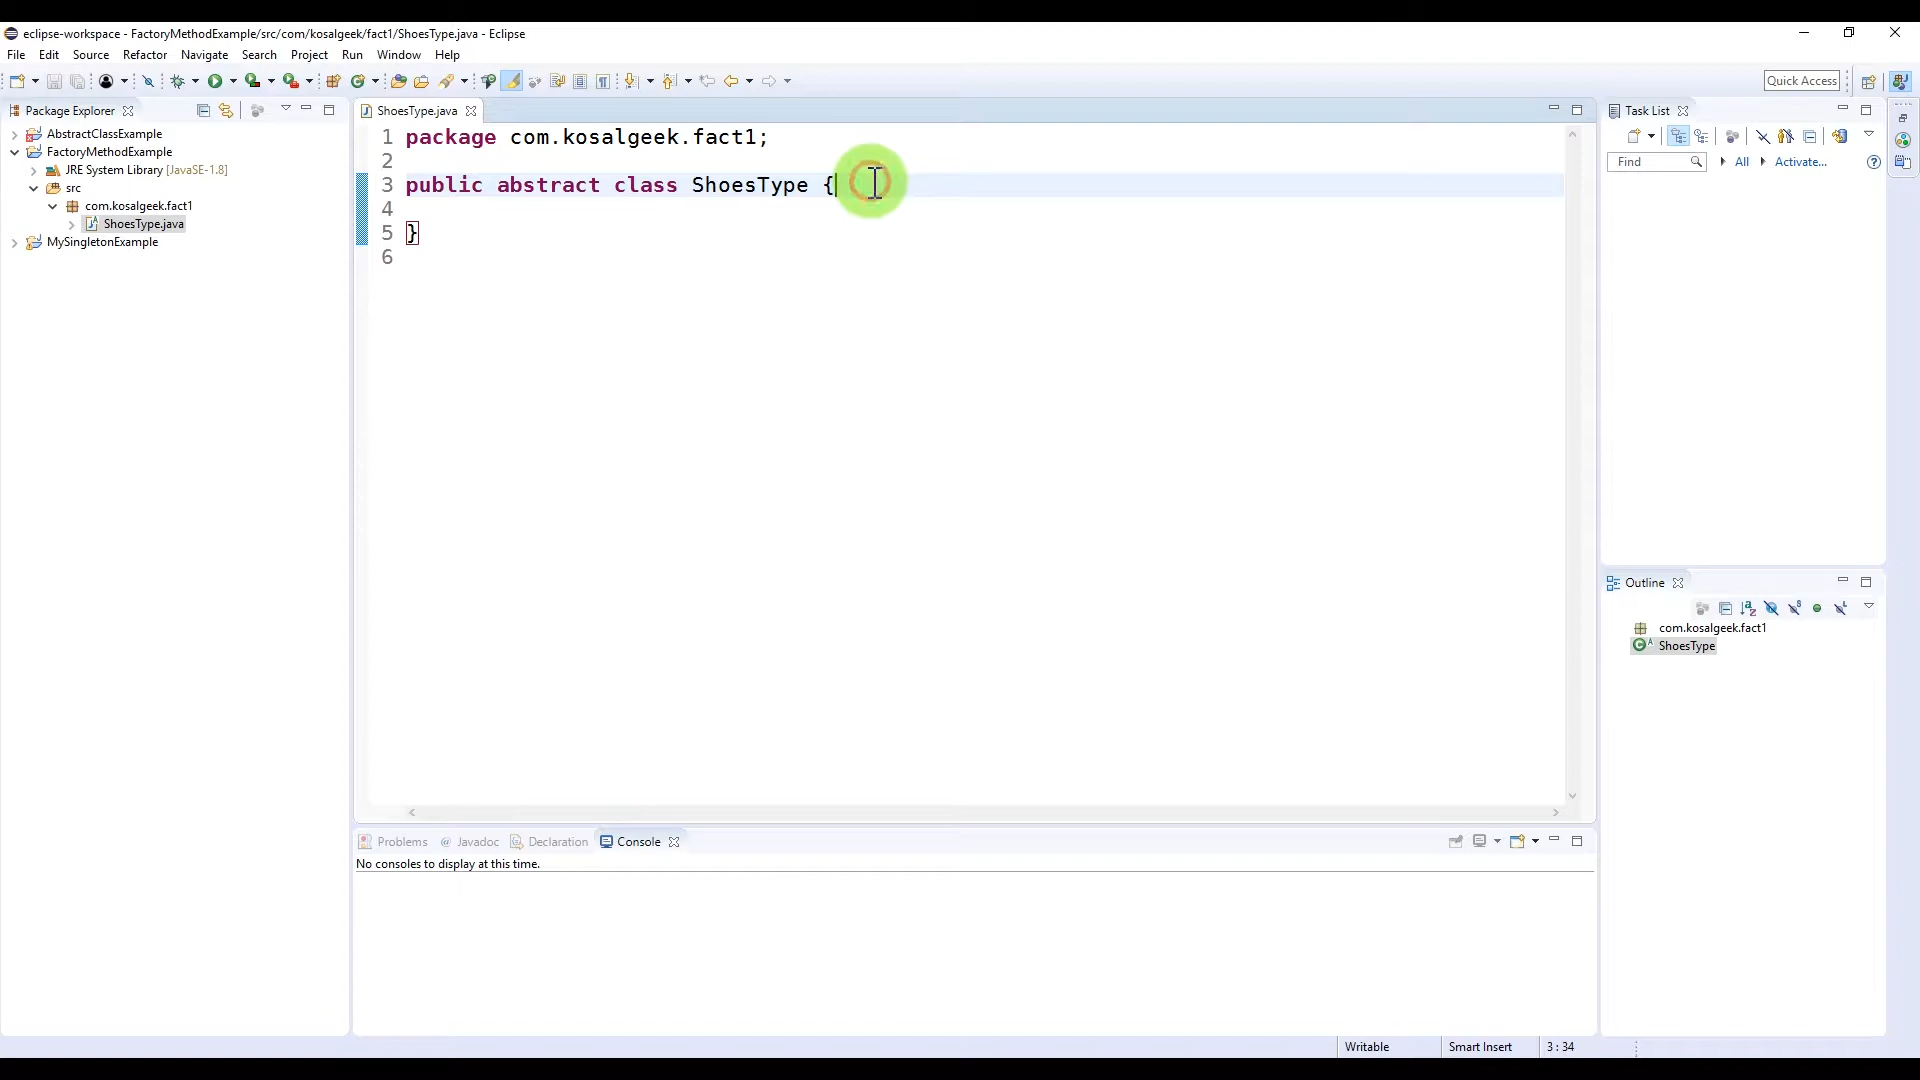 eclipse-workspace - FactoryMethodExample/src/com/kosalgeek/fact1/ShoesType.java - Eclipse
File Edit Source Refactor Navigate Search Project Run Window Help
Quick Access
Package Explorer
AbstractClassExample
FactoryMethodExample
JRE System Library [JavaSE-1.8]
src
com.kosalgeek.fact1
ShoesType.java
MySingletonExample
ShoesType.java
1 package com.kosalgeek.fact1;
2
3 public abstract class ShoesType {
4
5 }
6
Task List
Find All Activate...
Outline
com.kosalgeek.fact1
ShoesType
Problems @ Javadoc Declaration Console
No consoles to display at this time.
Writable Smart Insert 3 : 34